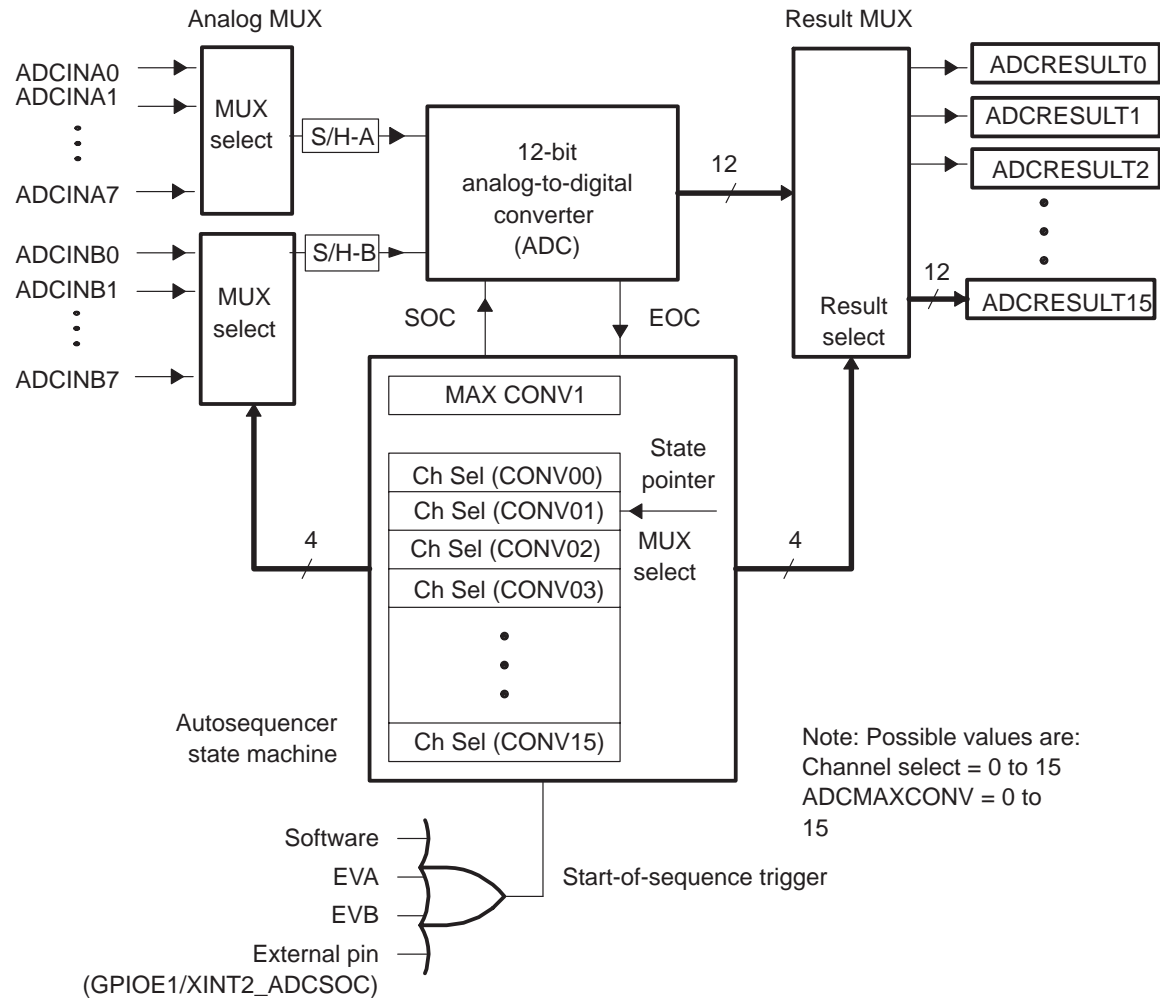 Analog MUX
Result MUX
ADCINA0
ADCINA1
ADCINA7
MUX
select
S/H-A
ADCINB0
ADCINB1
ADCINB7
MUX
select
S/H-B
12-bit
analog-to-digital
converter
(ADC)
12
Result
select
ADCRESULT0
ADCRESULT1
ADCRESULT2
12
ADCRESULT15
SOC
EOC
MAX CONV1
Ch Sel (CONV00)
Ch Sel (CONV01)
Ch Sel (CONV02)
Ch Sel (CONV03)
Ch Sel (CONV15)
State
pointer
MUX
select
4
4
Autosequencer
state machine
Note: Possible values are:
Channel select = 0 to 15
ADCMAXCONV = 0 to
15
Software
EVA
EVB
External pin
(GPIOE1/XINT2_ADCSOC)
Start-of-sequence trigger